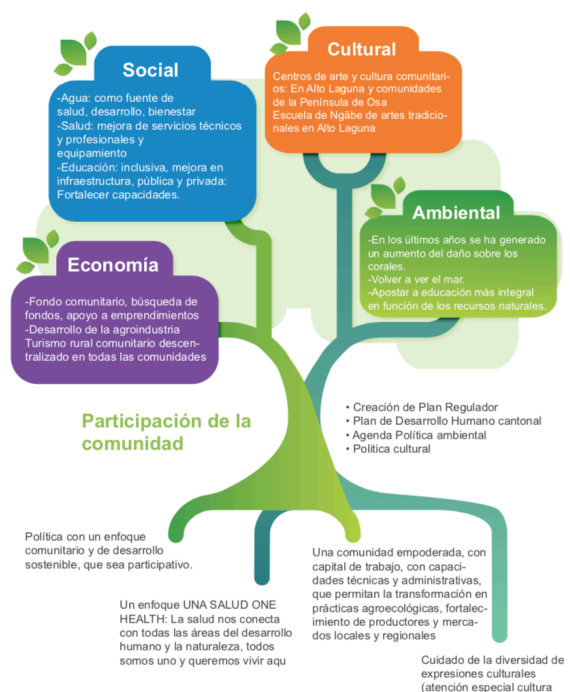 Social
-Agua: como fuente de
salud, desarrollo, bienestar
-Salud: mejora de servicios técnicos
y profesionales y
equipamiento
-Educación: inclusiva, mejora en
infraestructura, pública y privada:
Fortalecer capacidades.
Cultural
Centros de arte y cultura comunitari-
os: En Alto Laguna y comunidades
de la Península de Osa
Escuela de Ngäbe de artes tradicio-
nales en Alto Laguna
Economía
-Fondo comunitario, búsqueda de
fondos, apoyo a emprendimientos
-Desarrollo de la agroindustria
Turismo rural comunitario descen-
tralizado en todas las comunidades
Ambiental
-En los últimos años se ha generado
un aumento del daño sobre los
corales.
-Volver a ver el mar.
-Apostar a educación más integral
en función de los recursos naturales.
Participación de la
comunidad
• Creación de Plan Regulador
• Plan de Desarrollo Humano cantonal
• Agenda Política ambiental
• Politica cultural
Política con un enfoque
comunitario y de desarrollo
sostenible, que sea participativo.
Un enfoque UNA SALUD ONE
HEALTH: La salud nos conecta
con todas las áreas del desarrollo
humano y la naturaleza, todos
somos uno y queremos vivir aqu
Una comunidad empoderada, con
capital de trabajo, con capaci-
dades técnicas y administrativas,
que permitan la transformación en
prácticas agroecológicas, fortalec-
imiento de productores y merca-
dos locales y regionales
Cuidado de la diversidad de
expresiones culturales
(atención especial cultura